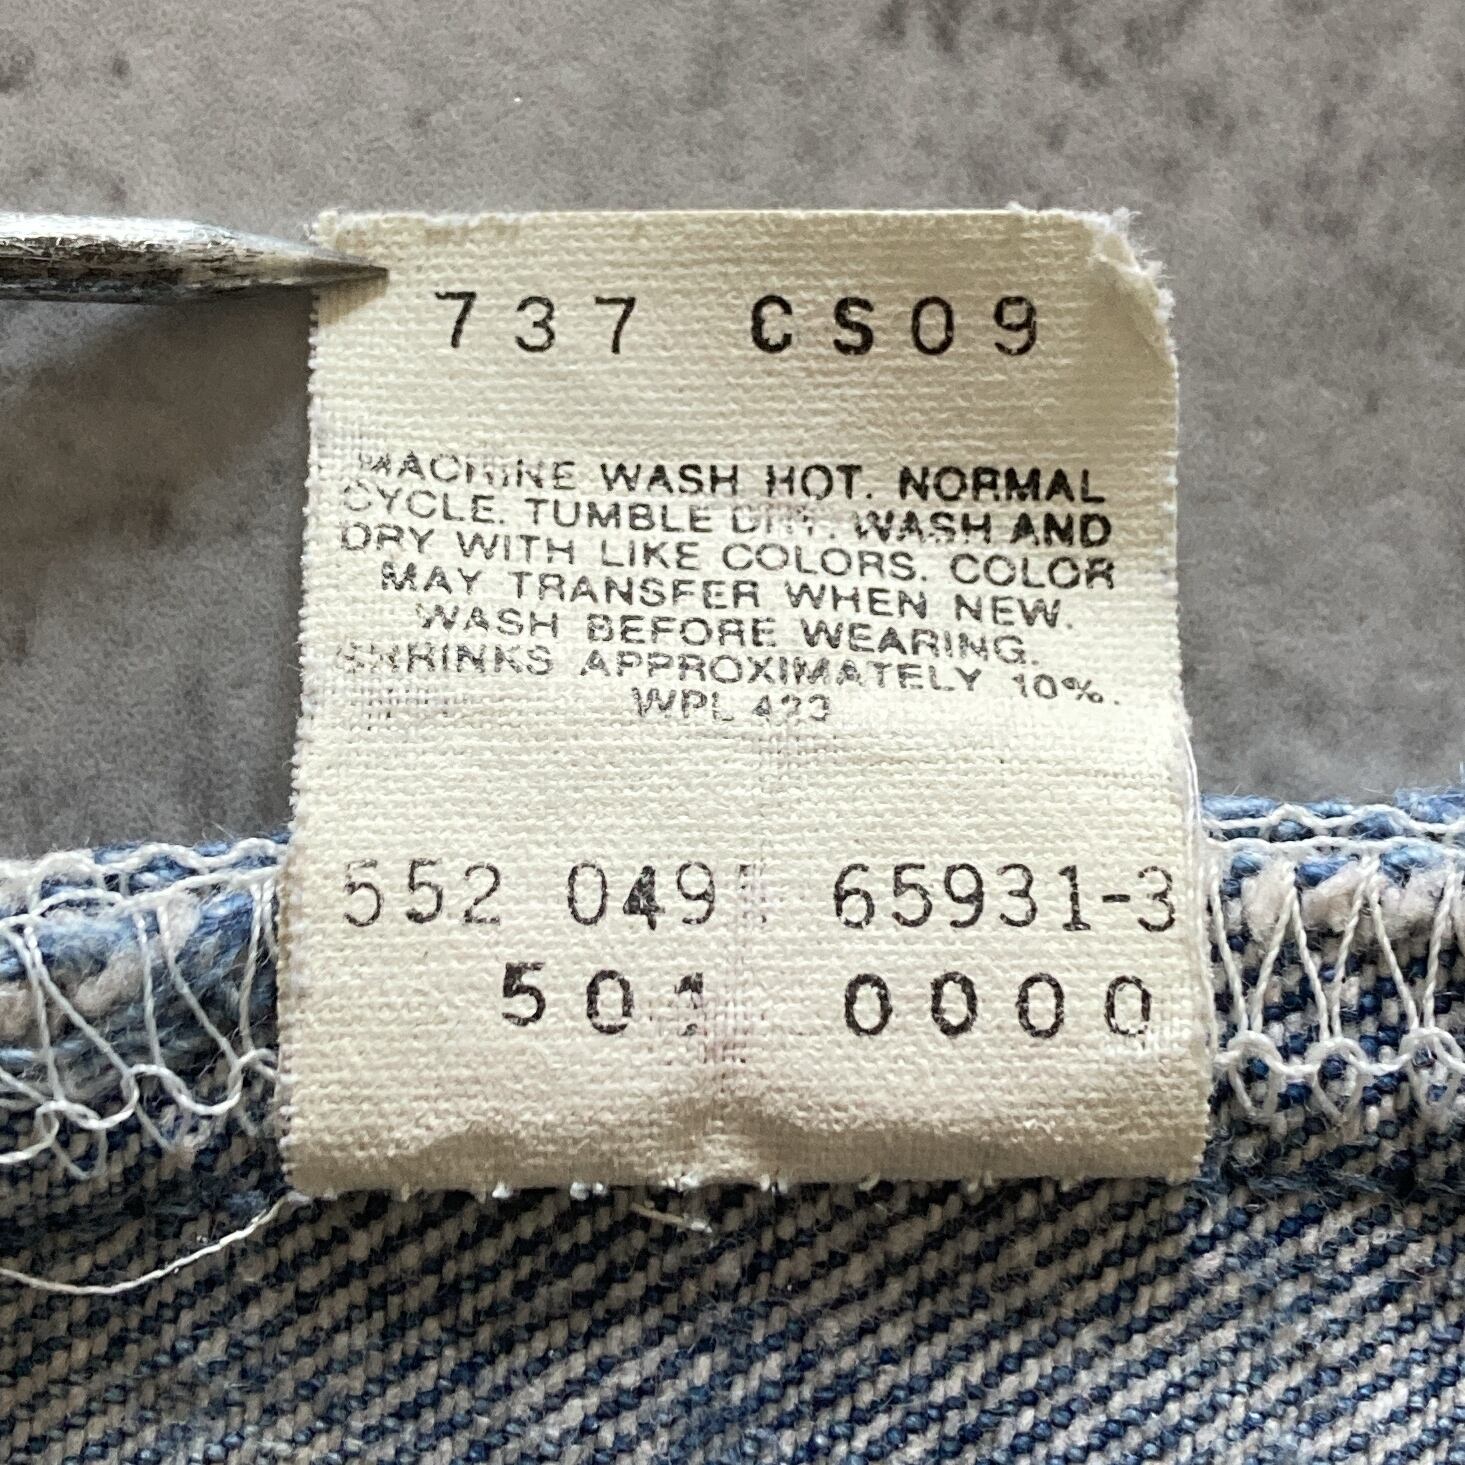 737 CS09
MACHINE WASH HOT. NORMAL
CYCLE. TUMBLE DRY. WASH AND
DRY WITH LIKE COLORS. COLOR
MAY TRANSFER WHEN NEW.
WASH BEFORE WEARING.
SHRINKS APPROXIMATELY 10%.
WPL 423
552 049 65931-3
501 0000